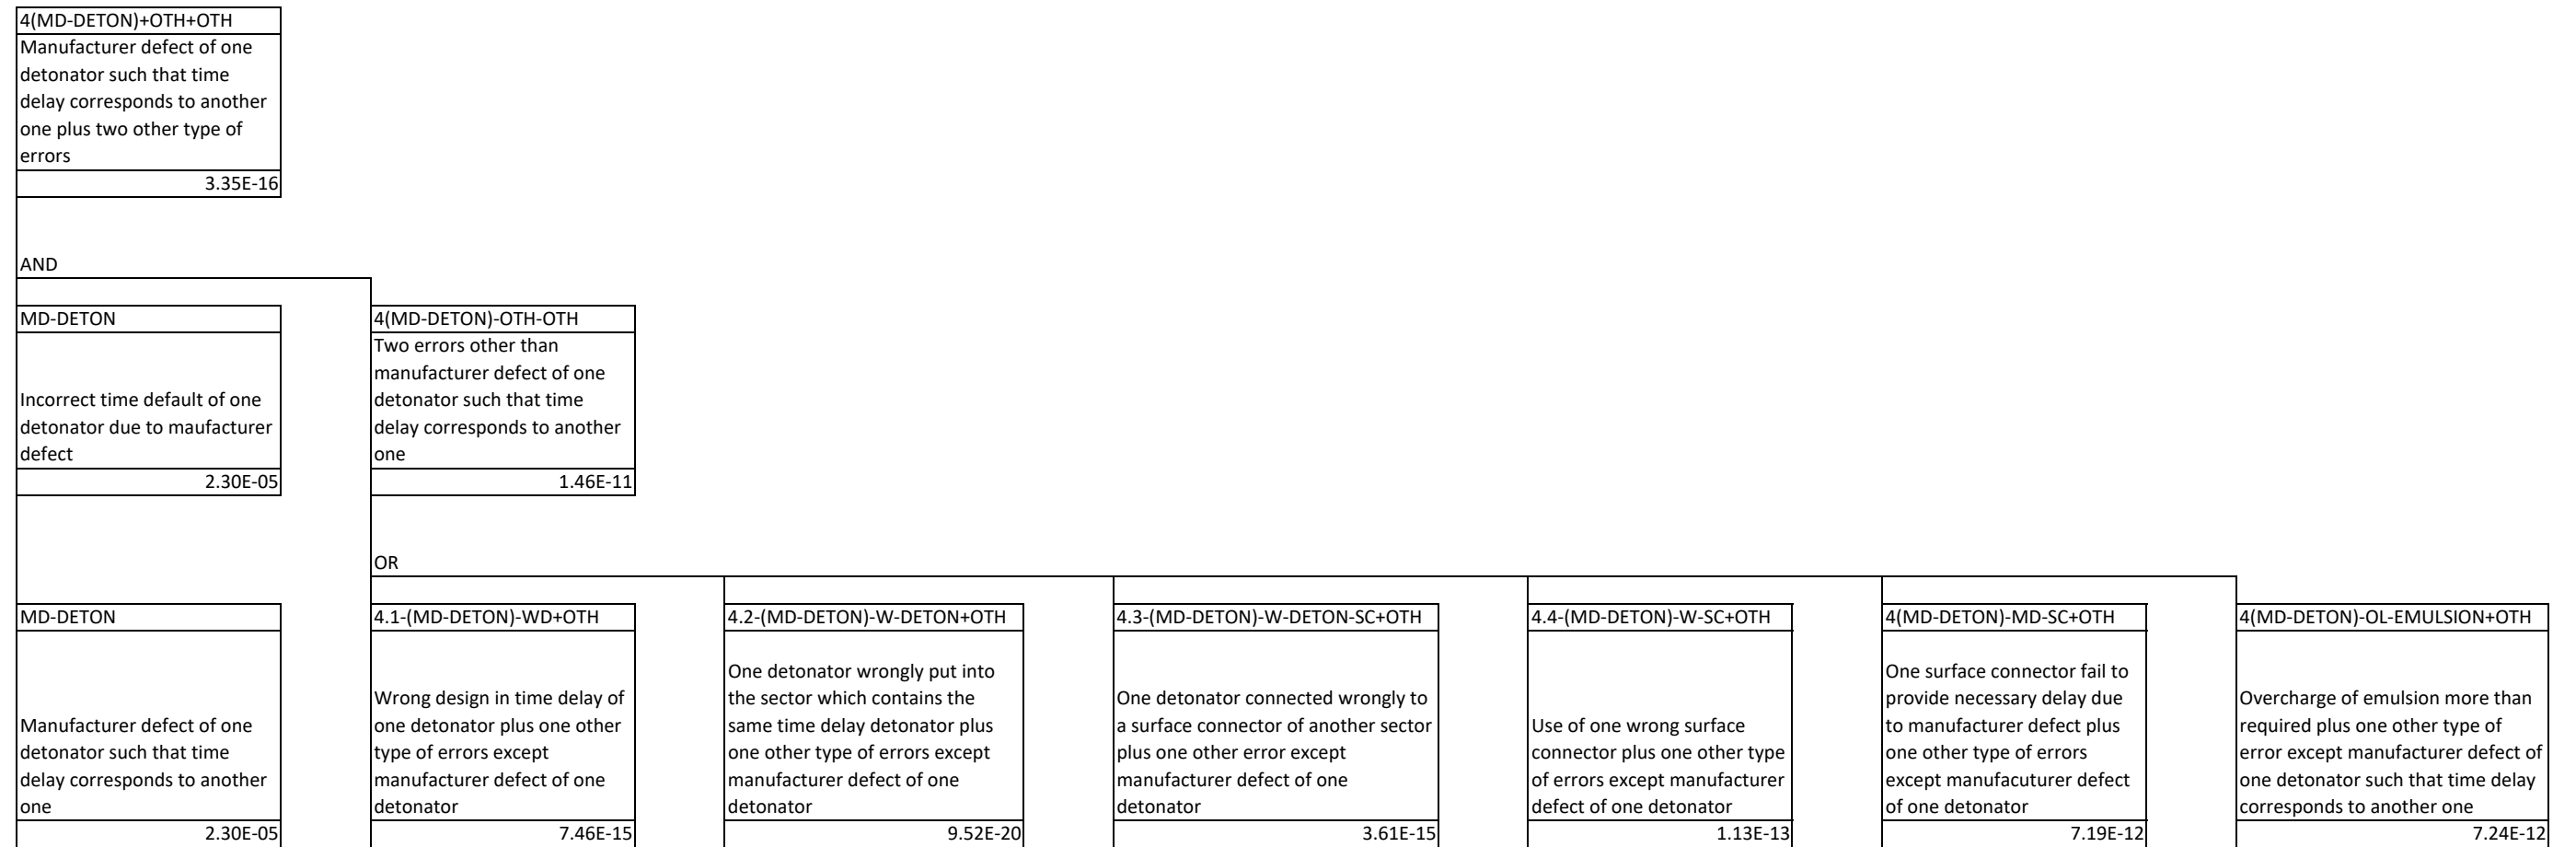 4(MD-DETON)+OTH+OTH
Manufacturer defect of one
detonator such that time
delay corresponds to another
one plus two other type of
errors
3.35E-16
AND
MD-DETON
Incorrect time default of one
detonator due to maufacturer
defect
2.30E-05
4(MD-DETON)-OTH-OTH
Two errors other than
manufacturer defect of one
detonator such that time
delay corresponds to another
one
1.46E-11
OR
MD-DETON
Manufacturer defect of one
detonator such that time
delay corresponds to another
one
2.30E-05
4.1-(MD-DETON)-WD+OTH
Wrong design in time delay of
one detonator plus one other
type of errors except
manufacturer defect of one
detonator
7.46E-15
4.2-(MD-DETON)-W-DETON+OTH
One detonator wrongly put into
the sector which contains the
same time delay detonator plus
one other type of errors except
manufacturer defect of one
detonator
9.52E-20
4.3-(MD-DETON)-W-DETON-SC+OTH
One detonator connected wrongly to
a surface connector of another sector
plus one other error except
manufacturer defect of one
detonator
3.61E-15
4.4-(MD-DETON)-W-SC+OTH
Use of one wrong surface
connector plus one other type
of errors except manufacturer
defect of one detonator
1.13E-13
4(MD-DETON)-MD-SC+OTH
One surface connector fail to
provide necessary delay due
to manufacturer defect plus
one other type of errors
except manufacuturer defect
of one detonator
7.19E-12
4(MD-DETON)-OL-EMULSION+OTH
Overcharge of emulsion more than
required plus one other type of
error except manufacturer defect of
one detonator such that time delay
corresponds to another one
7.24E-12